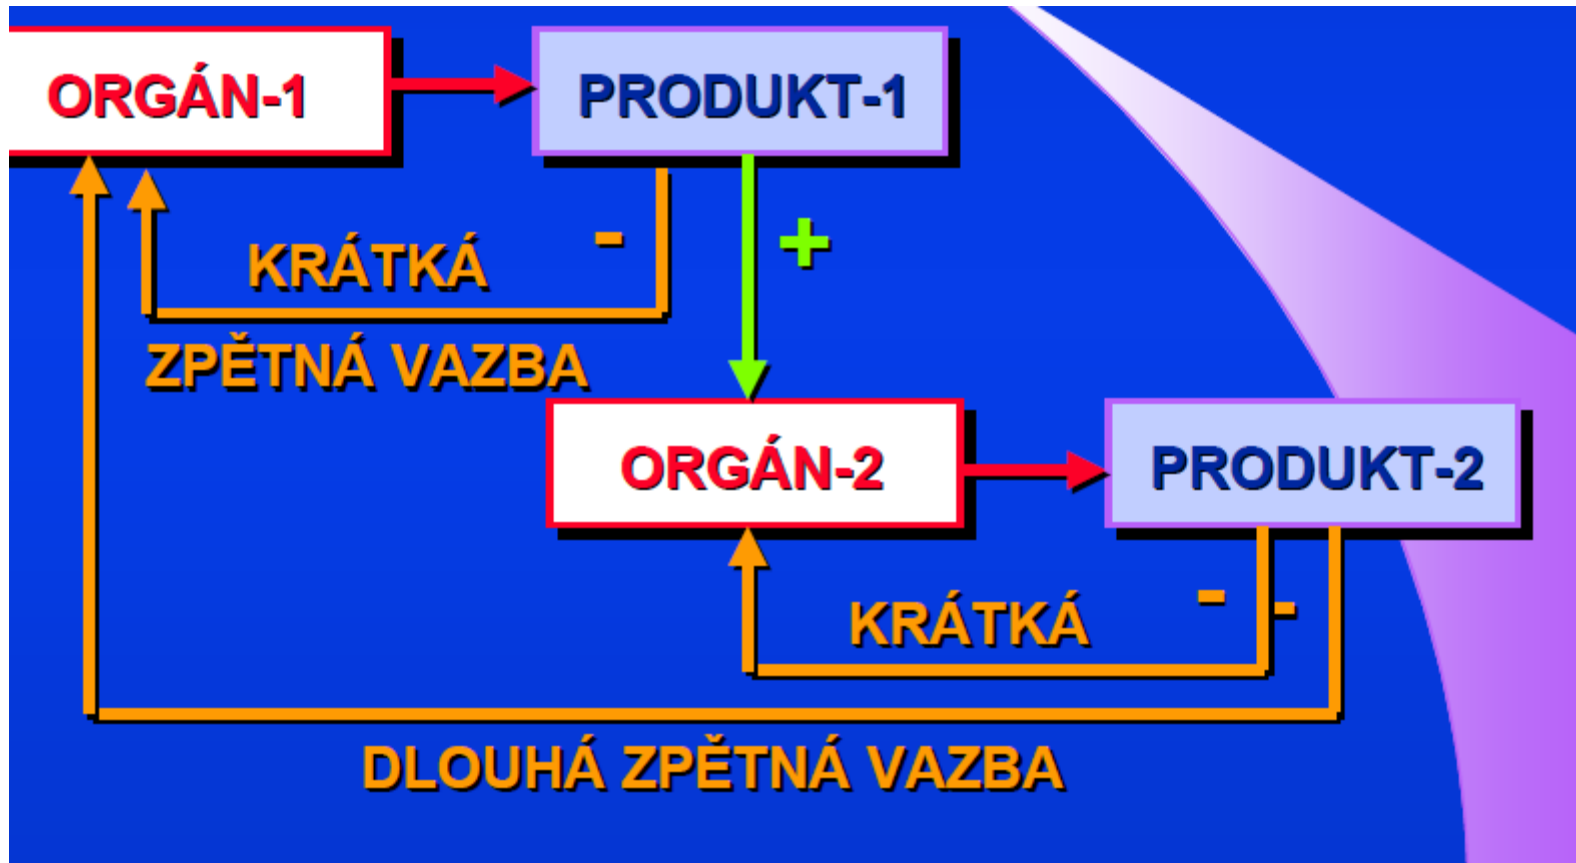 ORGÁN-1
PRODUKT-1
-
+
KRÁTKÁ
ZPĚTNÁ VAZBA
ORGÁN-2
PRODUKT-2
- -
KRÁTKÁ
DLOUHÁ ZPĚTNÁ VAZBA